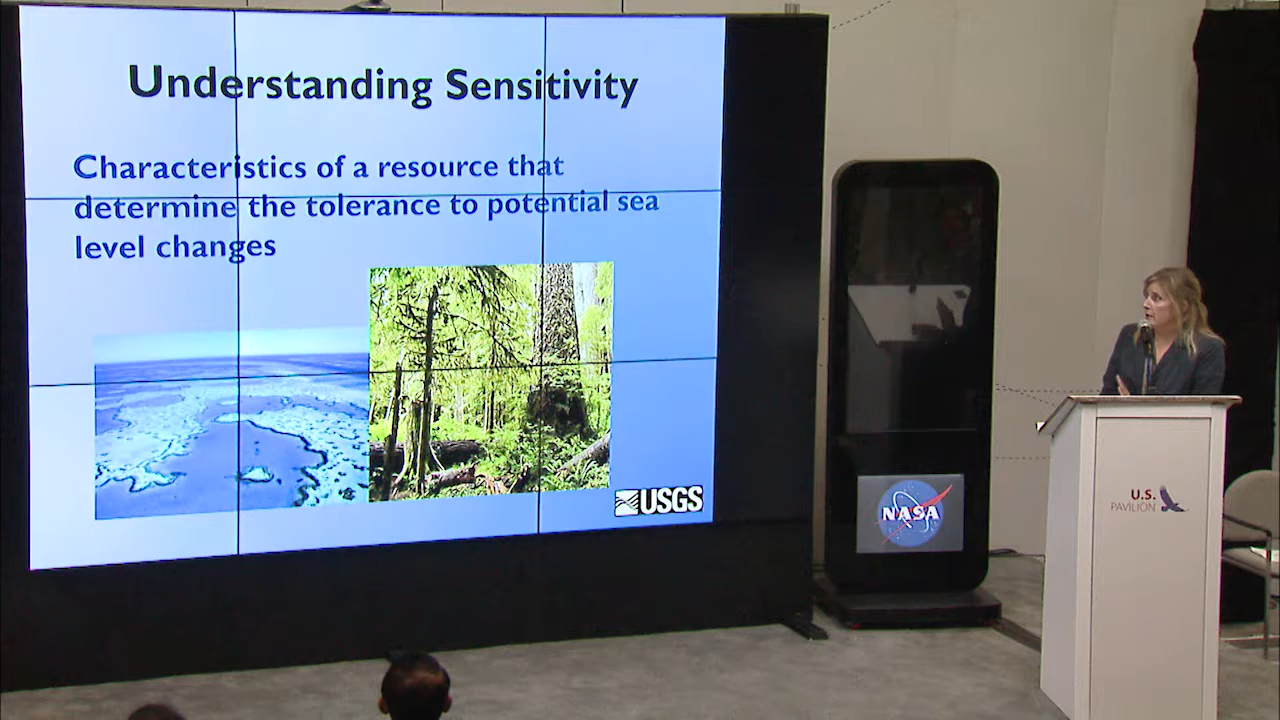 Understanding Sensitivity
Characteristics of a resource that
determine the tolerance to potential sea
level changes
USGS
NASA
U.S.
PAVILION